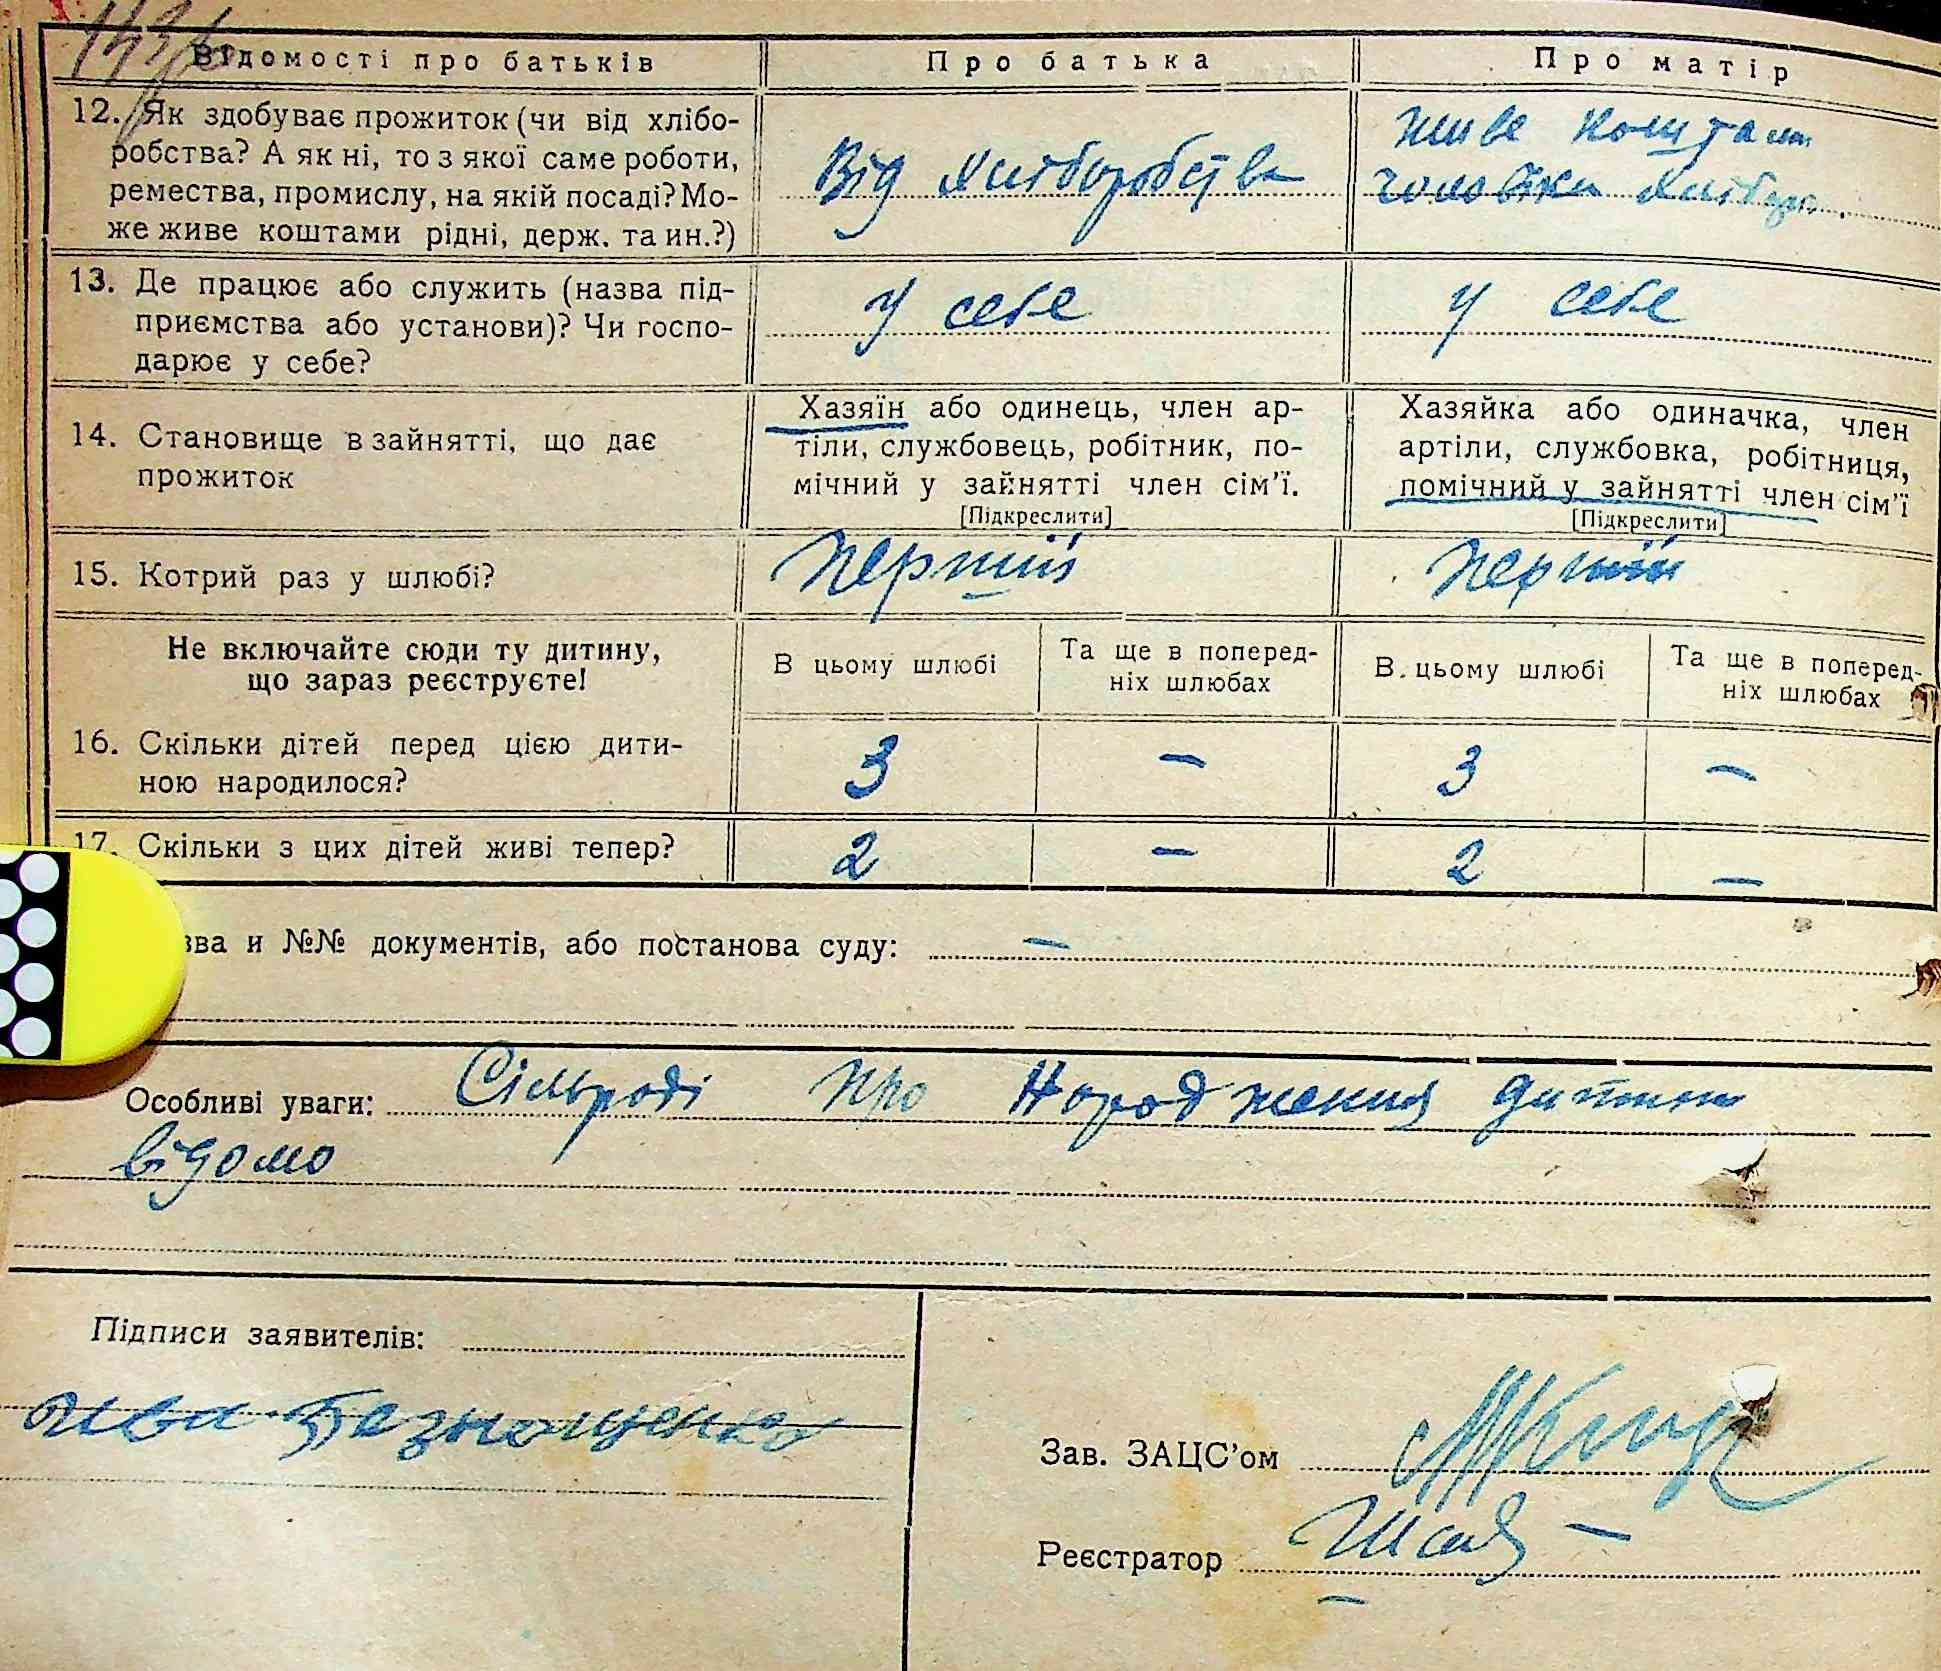 Відомості про батьків Про батька Про матір
12. Як здобуває прожиток (чи від хлібо-
робства? А як ні, то з якої саме роботи,
ремества, промислу, на якій посаді? Мо-
же живе коштами рідні, держ. та ин.?)
Від хліборобства
живе коштами
чоловіка
13. Де працює або служить (назва під-
приємства або установи)? Чи госпо-
дарює у себе?
у себе
у себе
14. Становище в зайнятті, що дає
прожиток
Хазяїн або одинець, член ар-
тіли, службовець, робітник, по-
мічний у зайнятті член сім'ї.
[Підкреслити]
Хазяйка або одиначка, член
артіли, службовка, робітниця,
помічний у зайнятті член сім'ї
[Підкреслити]
15. Котрий раз у шлюбі? перший перший
Не включайте сюди ту дитину,
що зараз реєструєте!
В цьому шлюбі
Та ще в поперед-
ніх шлюбах
В цьому шлюбі
Та ще в поперед-
ніх шлюбах
16. Скільки дітей перед цією дити-
ною народилося?
3 – 3 –
17. Скільки з цих дітей живі тепер? 2 – 2 –
зва и №№ документів, або постанова суду: –
Особливі уваги: Сільраді про народження дитини
відомо
Підписи заявителів:
Зав. ЗАЦС'ом
Реєстратор